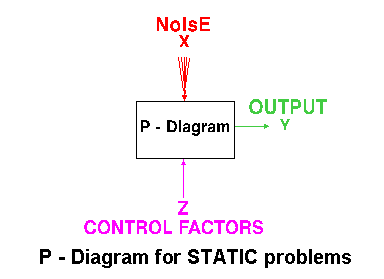 NoIsE
X
P - DIagram
OUTPUT
Y
Z
CONTROL FACTORS
P - Diagram for STATIC problems